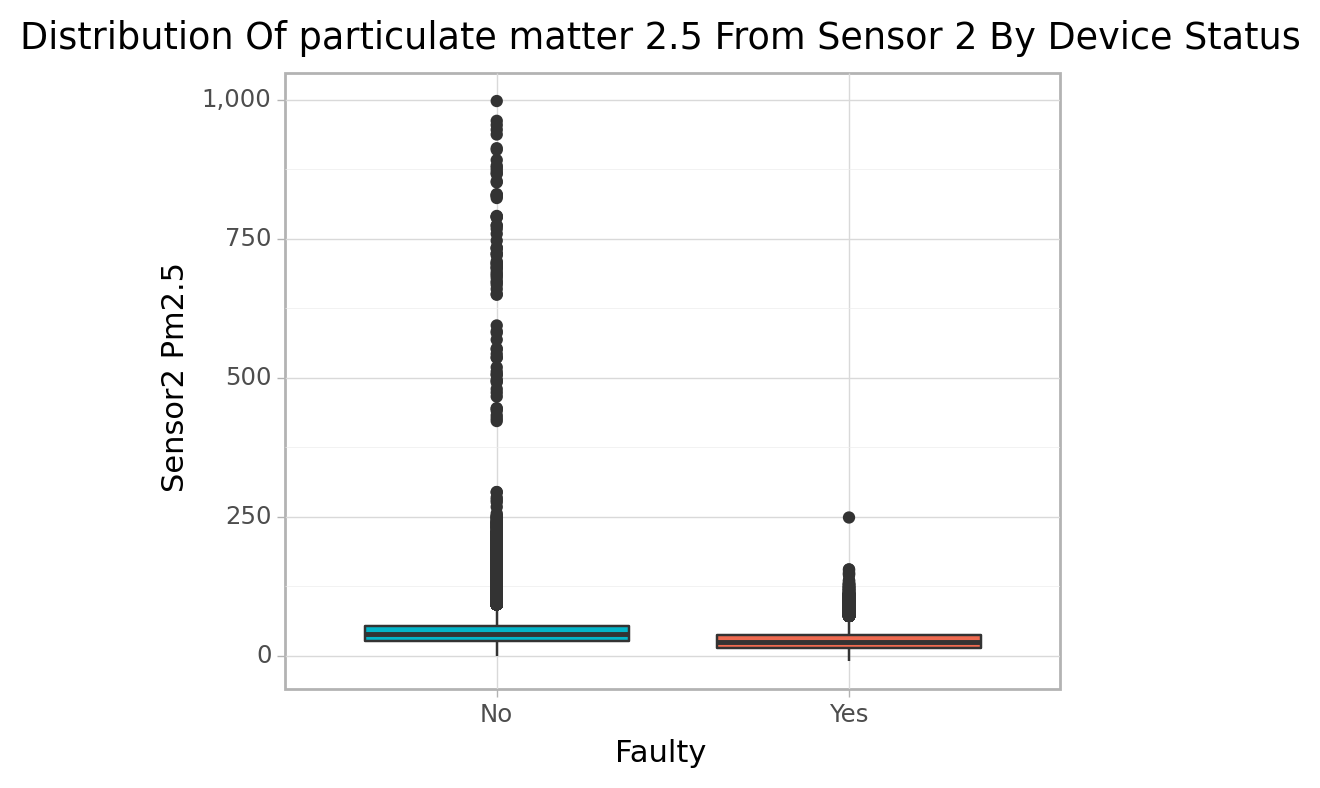 Distribution Of particulate matter 2.5 From Sensor 2 By Device Status
1,000
750
500
250
0
Sensor2 Pm2.5
No
Yes
Faulty